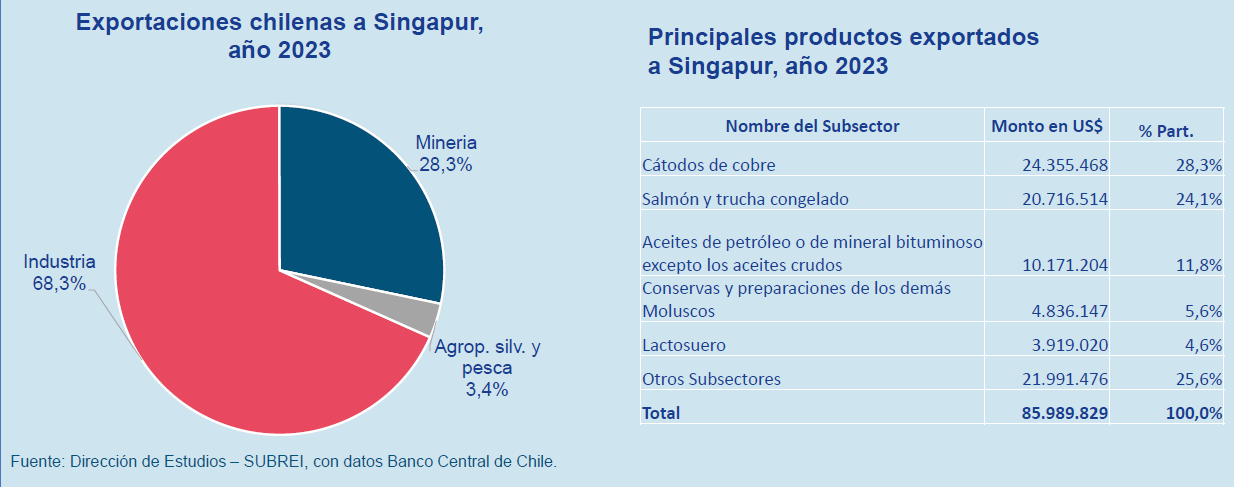 Exportaciones chilenas a Singapur,
año 2023
Mineria
28,3%
Industria
68,3%
Agrop. silv. y
pesca
3,4%
Principales productos exportados
a Singapur, año 2023
Nombre del Subsector Monto en US$ % Part.
Cátodos de cobre 24.355.468 28,3%
Salmón y trucha congelado 20.716.514 24,1%
Aceites de petróleo o de mineral bituminoso
excepto los aceites crudos 10.171.204 11,8%
Conservas y preparaciones de los demás
Moluscos 4.836.147 5,6%
Lactosuero 3.919.020 4,6%
Otros Subsectores 21.991.476 25,6%
Total 85.989.829 100,0%
Fuente: Dirección de Estudios – SUBREI, con datos Banco Central de Chile.